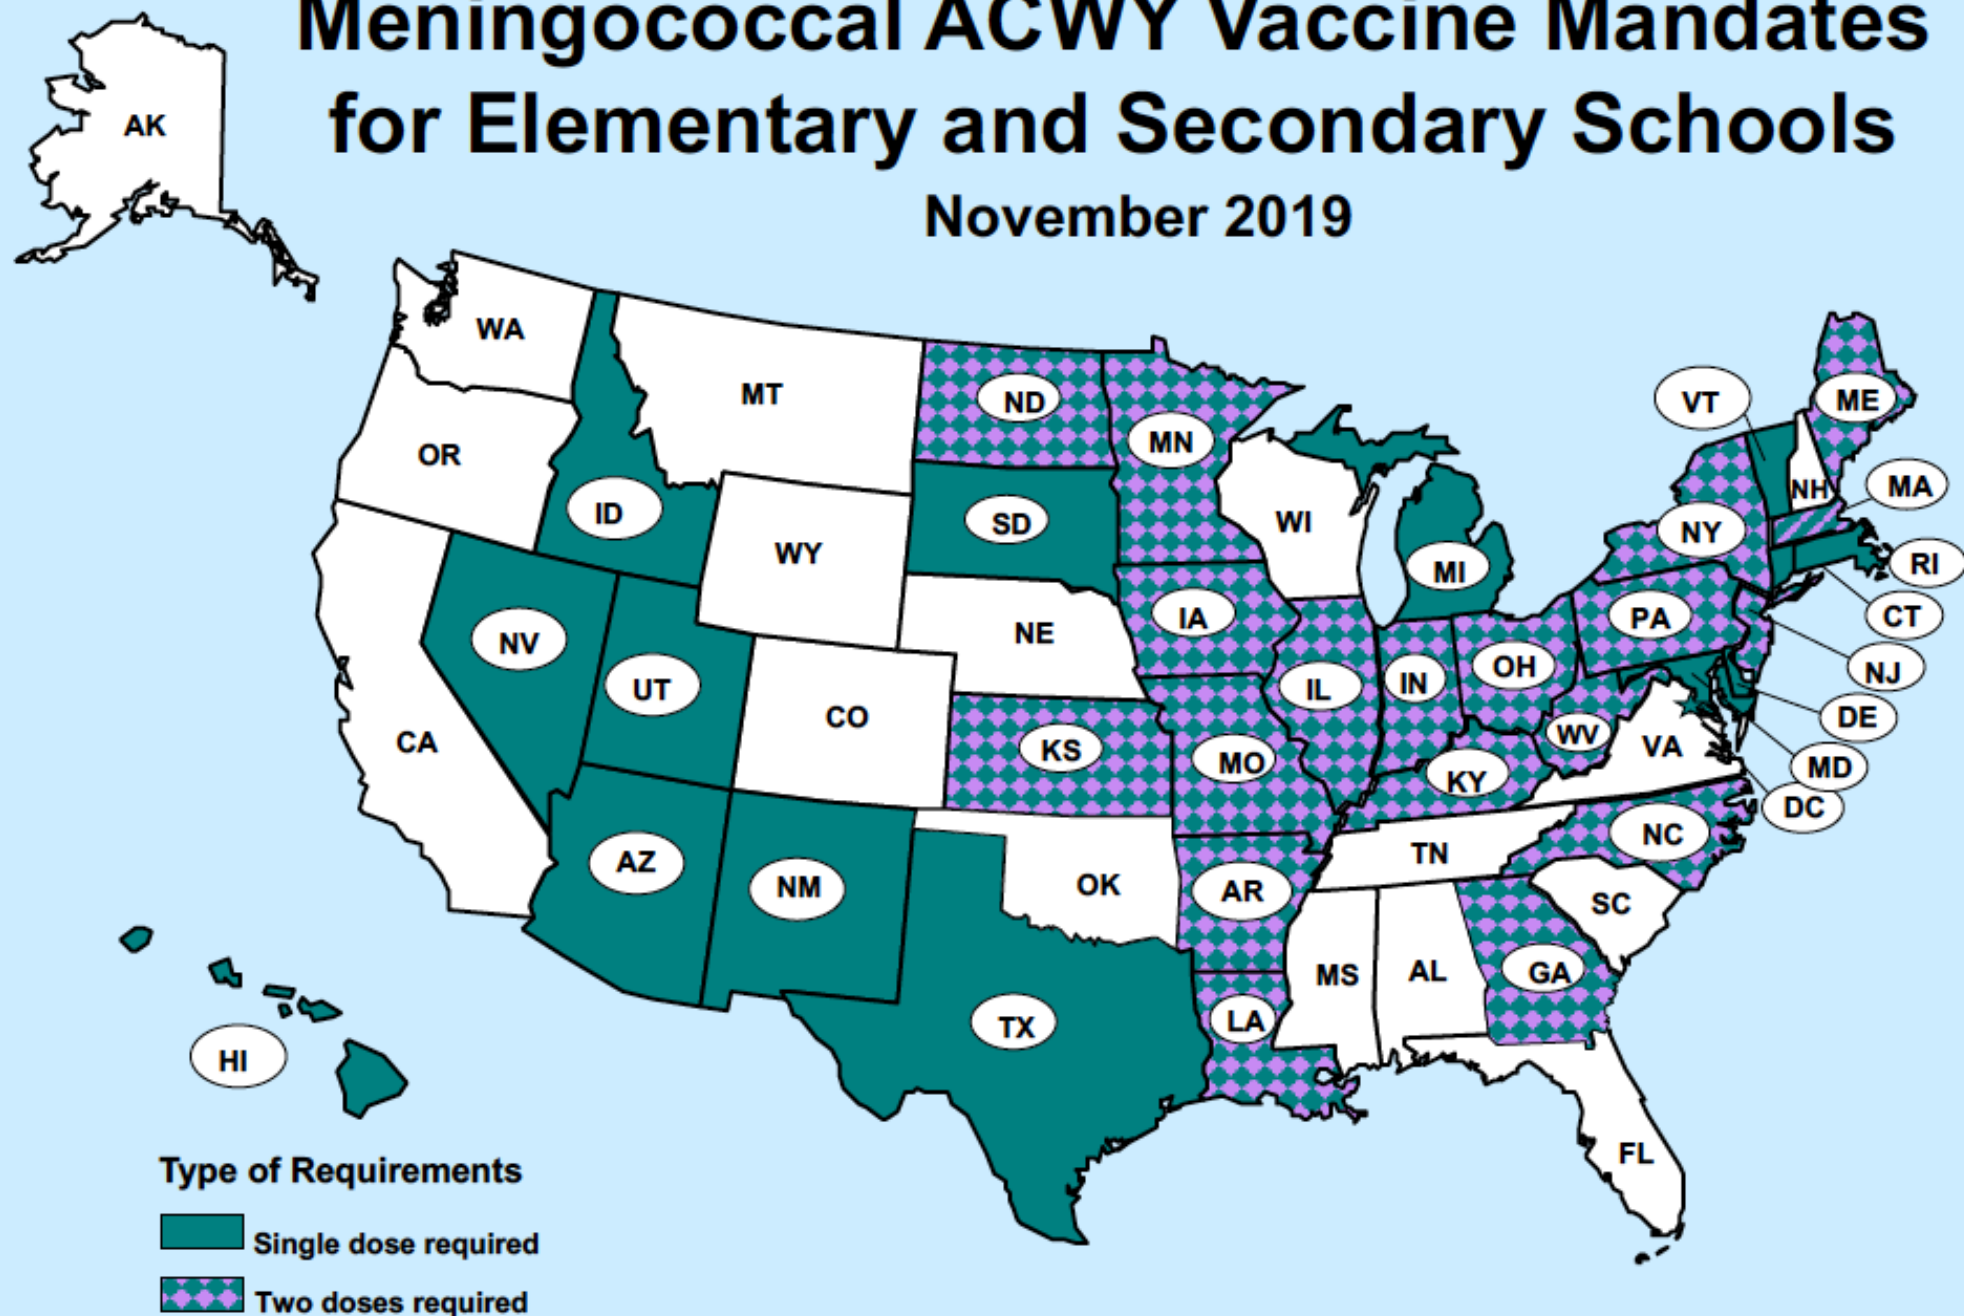 Meningococcal ACWY Vaccine Mandates
for Elementary and Secondary Schools
November 2019
AK
WA
MT
ND
MN
VT
ME
OR
ID
SD
WI
MI
NY
NH
MA
WY
RI
IA
PA
CT
NV
NE
UT
IL
IN
OH
NJ
CA
CO
KS
MO
KY
WV
VA
DE
MD
DC
AZ
NM
OK
AR
TN
NC
SC
MS
AL
GA
HI
TX
LA
FL
Type of Requirements
Single dose required
Two doses required